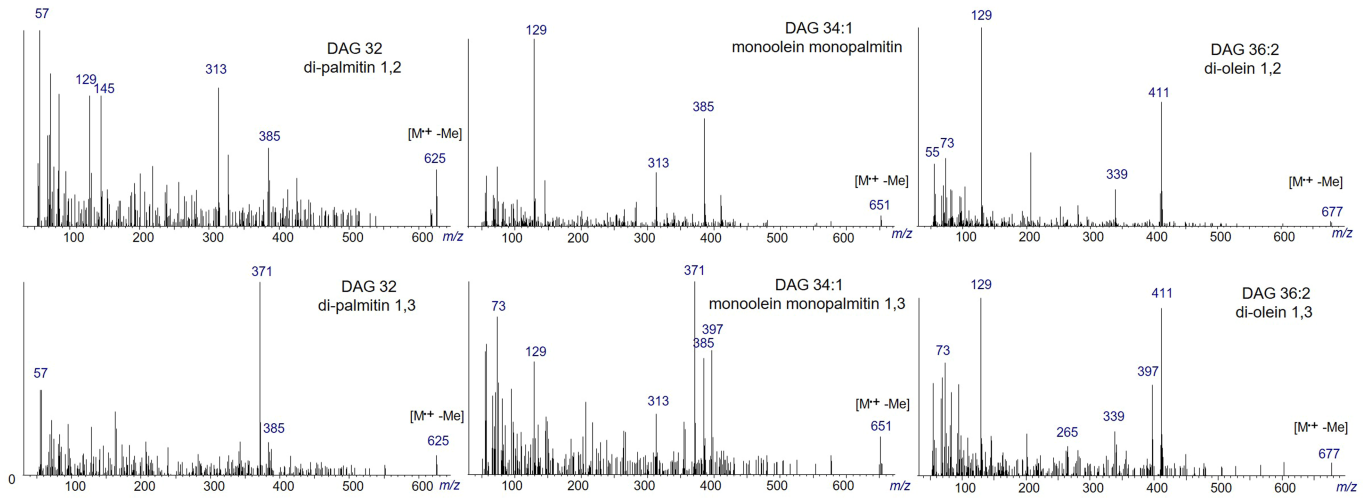 57
DAG 32
di-palmitin 1,2
129
145
313
385
[M•+ -Me]
625
100 200 300 400 500 600 m/z
DAG 34:1
monoolein monopalmitin
129
385
313
[M•+ -Me]
651
100 200 300 400 500 600 m/z
129
DAG 36:2
di-olein 1,2
411
55
73
339
[M•+ -Me]
677
100 200 300 400 500 600 m/z
371
DAG 32
di-palmitin 1,3
57
385
[M•+ -Me]
625
0
100 200 300 400 500 600 m/z
371
DAG 34:1
monoolein monopalmitin 1,3
73
397
385
129
313
[M•+ -Me]
651
100 200 300 400 500 600 m/z
129
411
DAG 36:2
di-olein 1,3
73
397
339
265
[M•+ -Me]
677
100 200 300 400 500 600 m/z